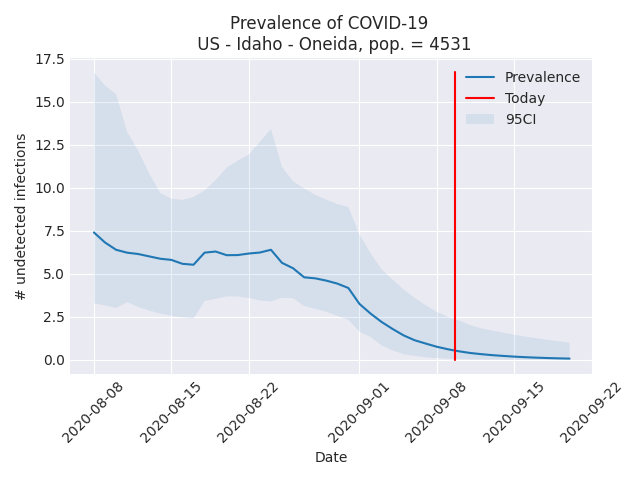 Prevalence of COVID-19
US - Idaho - Oneida, pop. = 4531
# undetected infections
17.5
15.0
12.5
10.0
7.5
5.0
2.5
0.0
Prevalence
Today
95CI
2020-08-08
2020-08-15
2020-08-22
2020-09-01
2020-09-08
2020-09-15
2020-09-22
Date